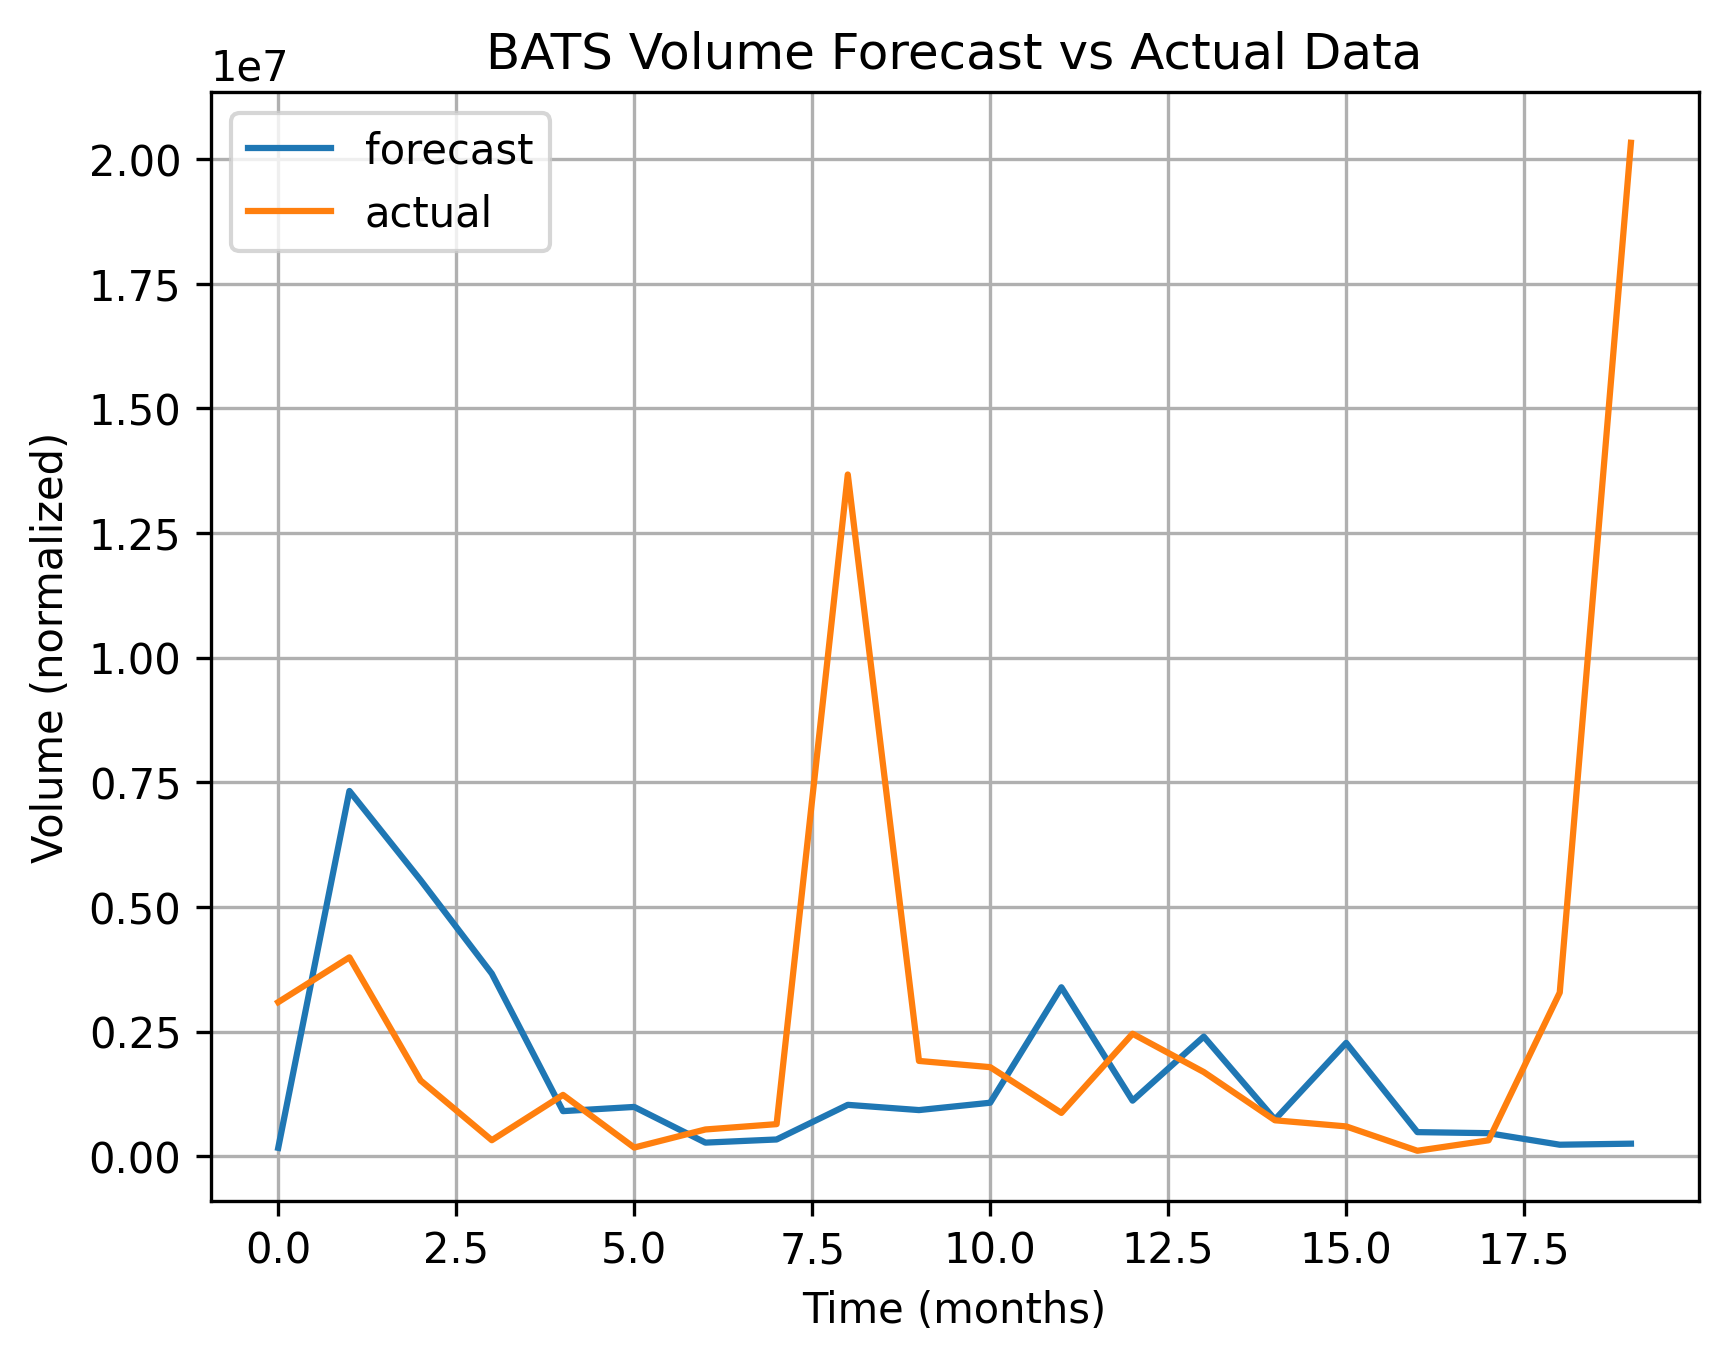 BATS Volume Forecast vs Actual Data
1e7
forecast
actual
2.00
1.75
1.50
1.25
1.00
0.75
0.50
0.25
0.00
Volume (normalized)
0.0 2.5 5.0 7.5 10.0 12.5 15.0 17.5
Time (months)